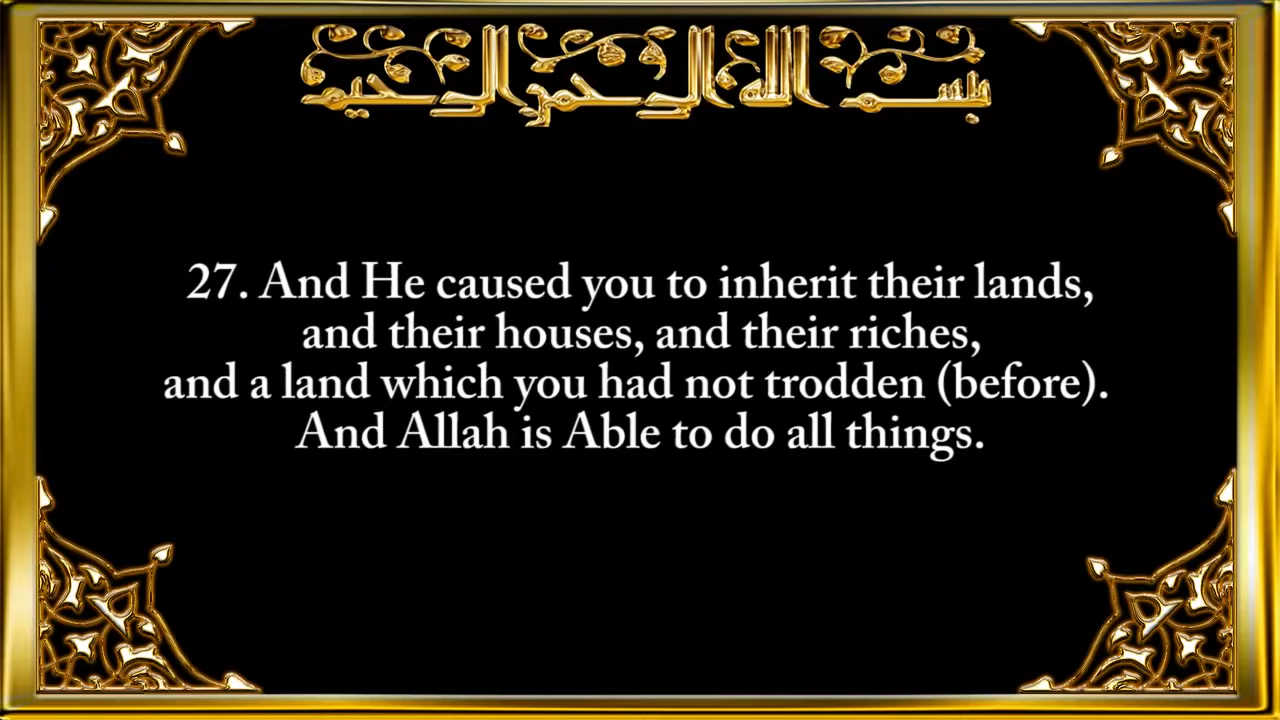 بسم الله الرحمن الرحيم
27. And He caused you to inherit their lands,
and their houses, and their riches,
and a land which you had not trodden (before).
And Allah is Able to do all things.